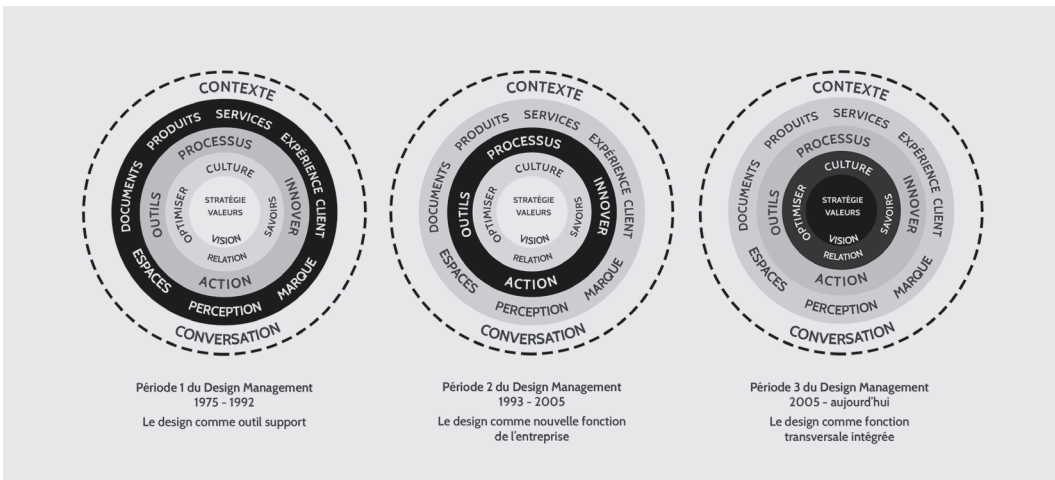 CONTEXTE
PRODUITS SERVICES EXPÉRIENCE CLIENT
MARQUE
PERCEPTION
ESPACES
DOCUMENTS
PROCESSUS
INNOVER
ACTION
OUTILS
CULTURE
SAVOIRS
RELATION
OPTIMISER
STRATÉGIE
VALEURS
VISION
CONVERSATION
Période 1 du Design Management
1975 - 1992
Le design comme outil support
CONTEXTE
PRODUITS SERVICES EXPÉRIENCE CLIENT
MARQUE
PERCEPTION
ESPACES
DOCUMENTS
PROCESSUS
INNOVER
ACTION
OUTILS
CULTURE
SAVOIRS
RELATION
OPTIMISER
STRATÉGIE
VALEURS
VISION
CONVERSATION
Période 2 du Design Management
1993 - 2005
Le design comme nouvelle fonction
de l'entreprise
CONTEXTE
PRODUITS SERVICES EXPÉRIENCE CLIENT
MARQUE
PERCEPTION
ESPACES
DOCUMENTS
PROCESSUS
INNOVER
ACTION
OUTILS
CULTURE
SAVOIRS
RELATION
OPTIMISER
STRATÉGIE
VALEURS
VISION
CONVERSATION
Période 3 du Design Management
2005 - aujourd'hui
Le design comme fonction
transversale intégrée